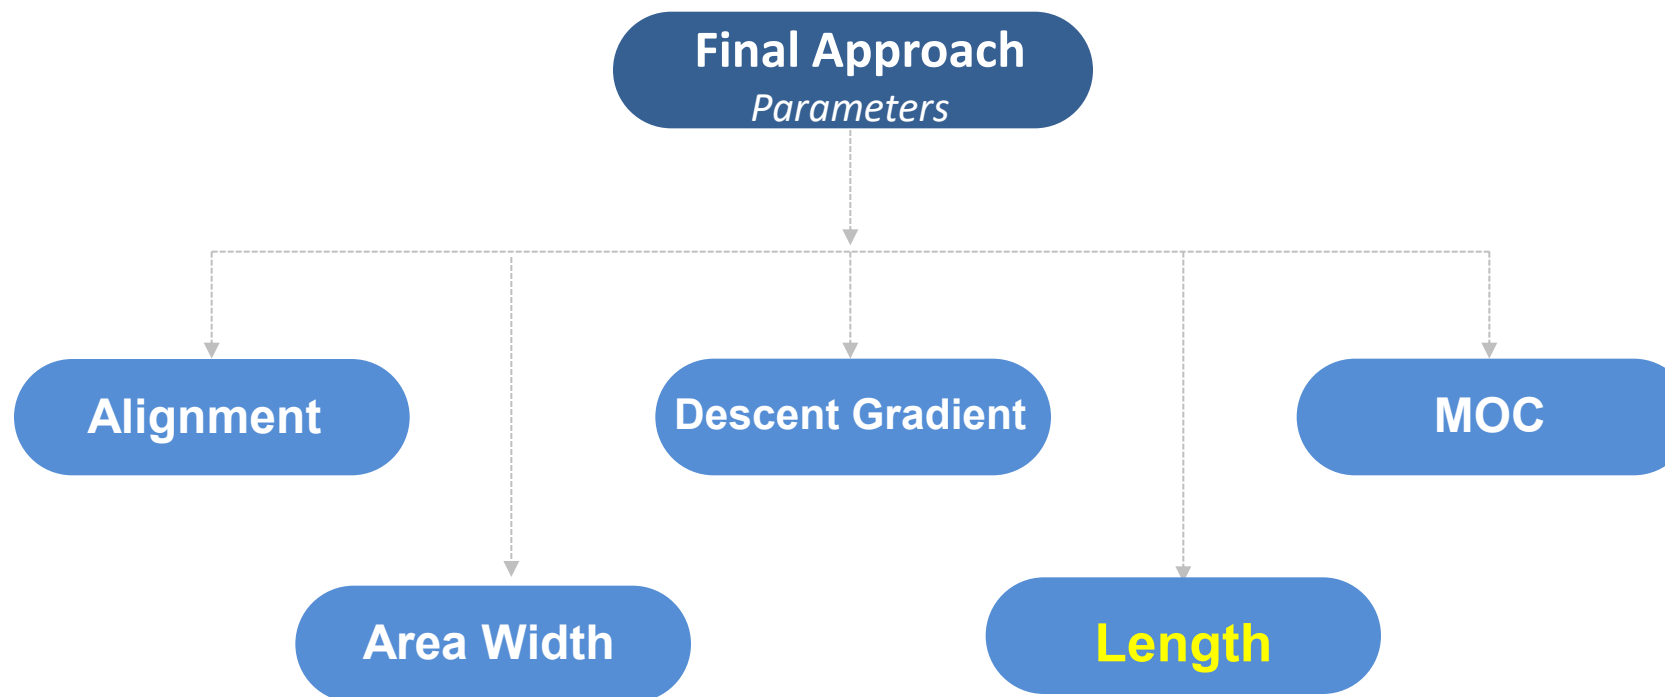 Final Approach
Parameters
Alignment
Descent Gradient
MOC
Area Width
Length